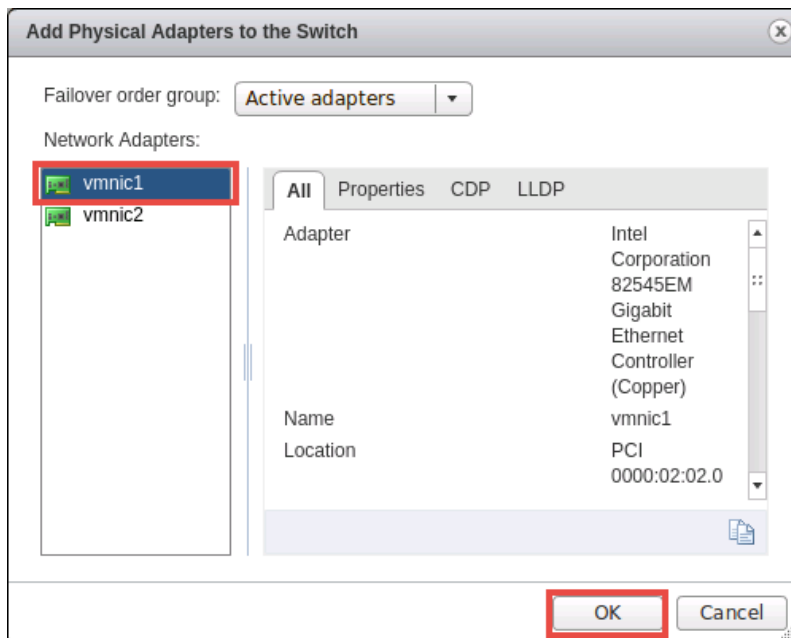 Add Physical Adapters to the Switch
Failover order group: Active adapters
Network Adapters:
vmnic1
vmnic2
All Properties CDP LLDP
Adapter Intel
Corporation
82545EM
Gigabit
Ethernet
Controller
(Copper)
Name vmnic1
Location PCI
0000:02:02.0
OK Cancel